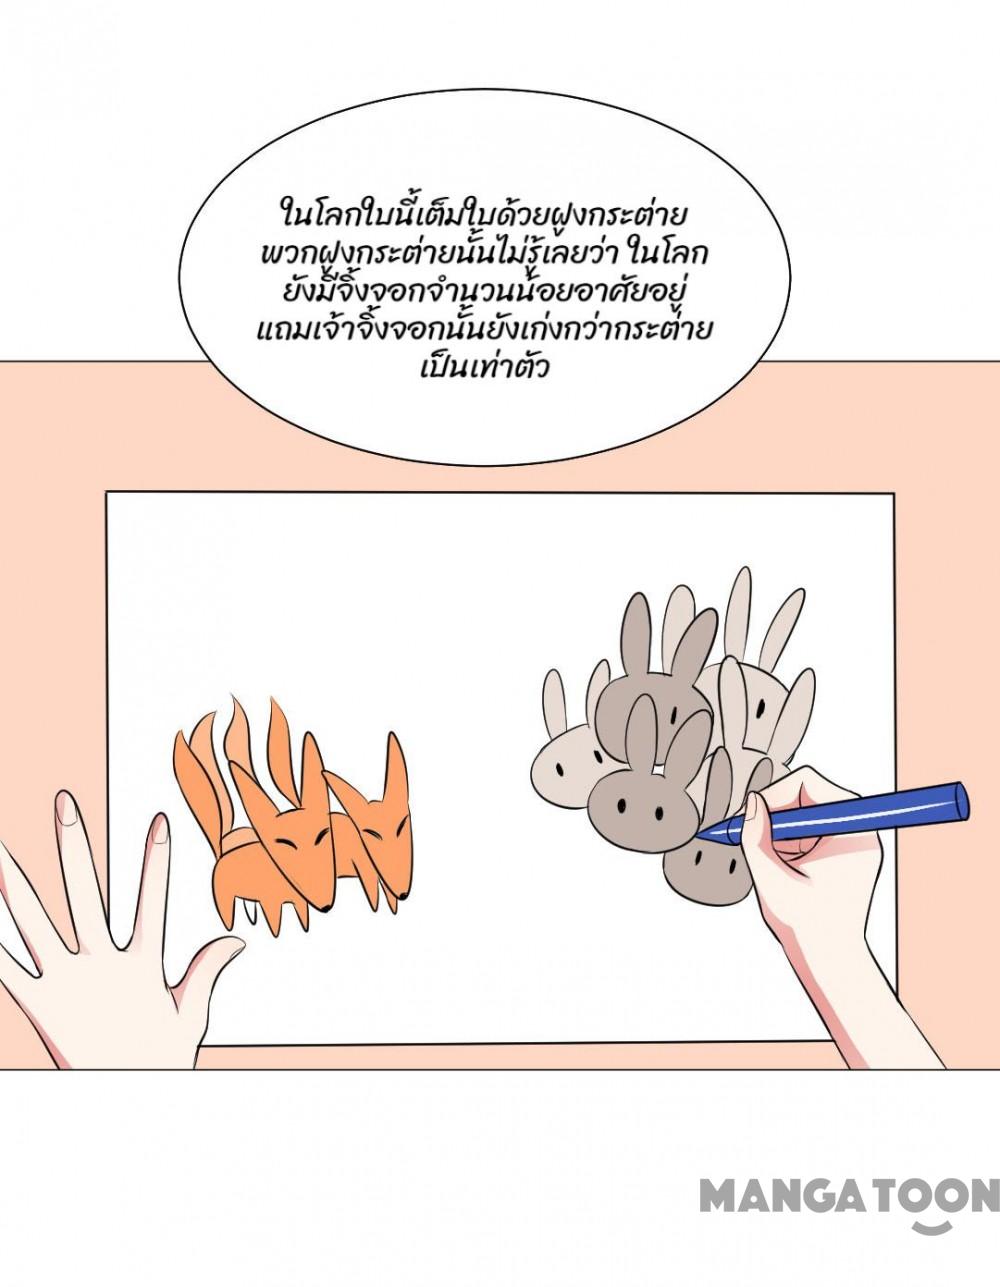 ในโลกใบนี้เต็มใบด้วยฝูงกระต่าย
พวกฝูงกระต่ายนั้นไม่รู้เลยว่า ในโลก
ยังมีจิ้งจอกจำนวนน้อยอาศัยอยู่
แถมเจ้าจิ้งจอกนั้นยังเก่งกว่ากระต่าย
เป็นเท่าตัว
MANGATOON